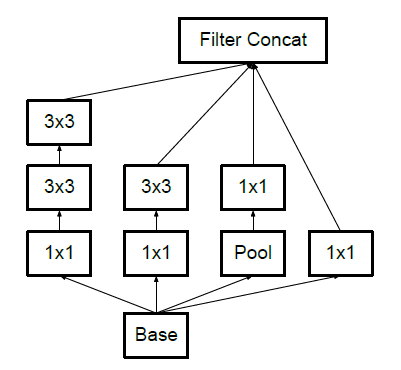 Filter Concat
3x3
3x3
3x3
1x1
1x1
1x1
Pool
1x1
Base